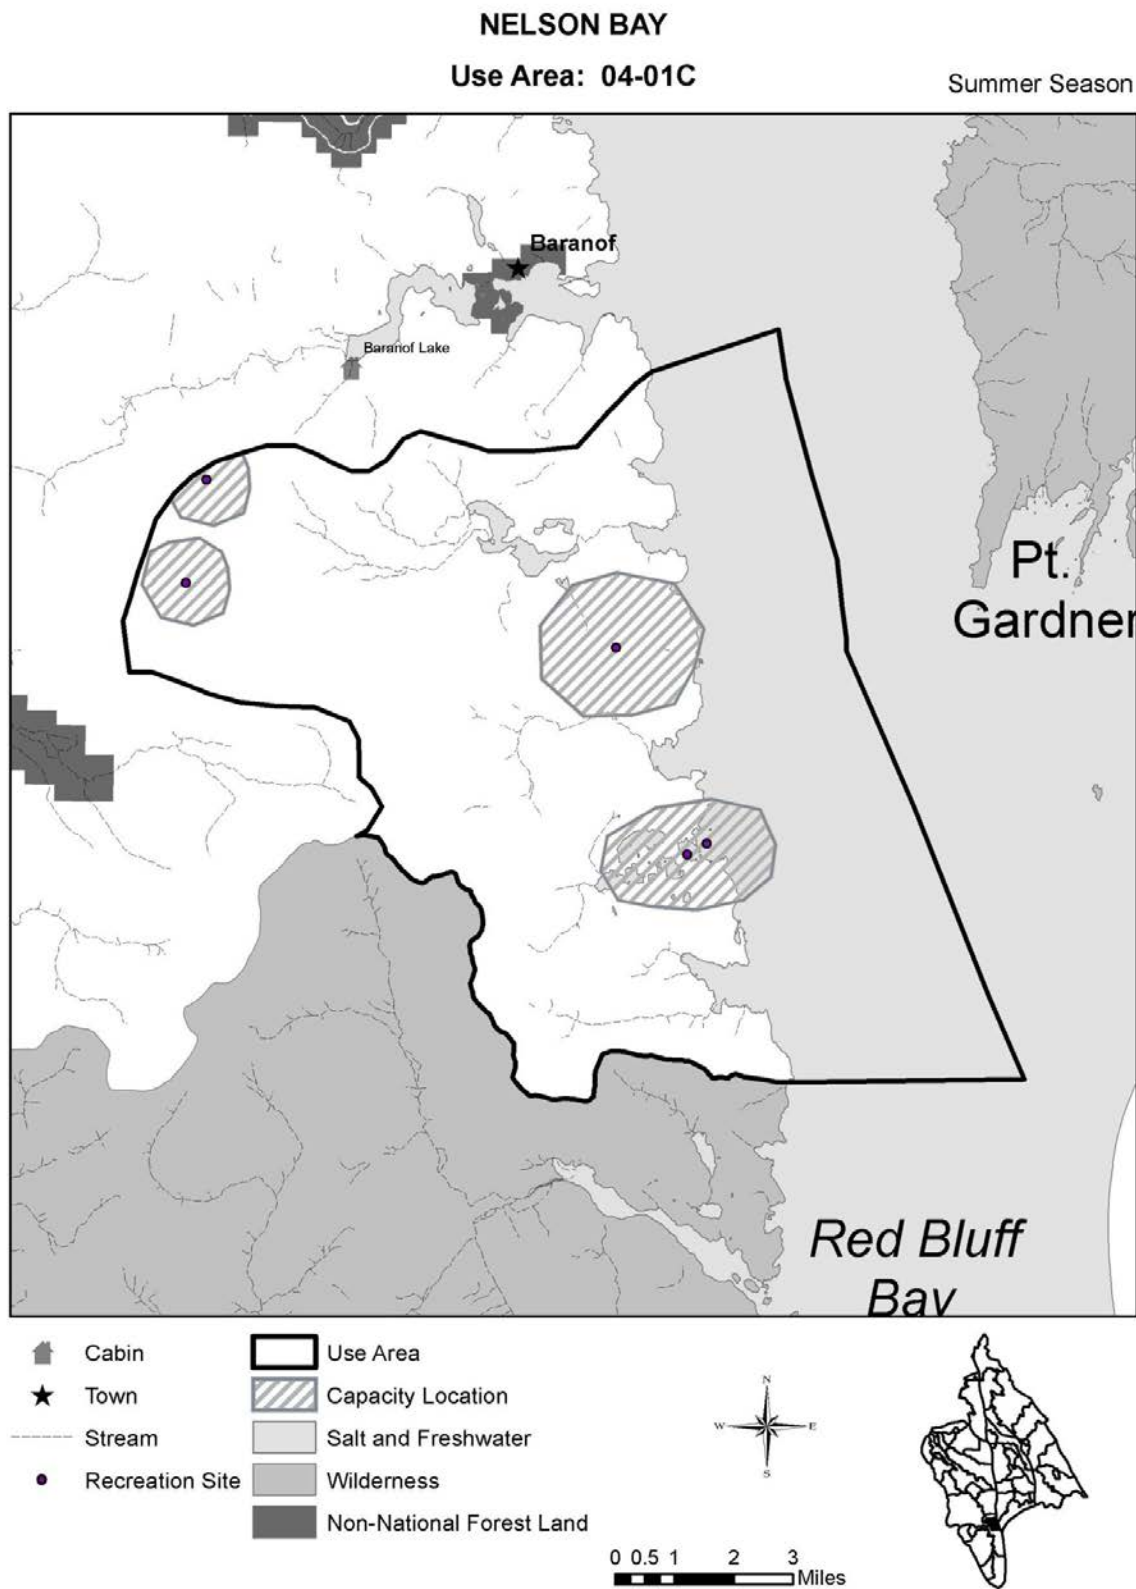 NELSON BAY
Use Area: 04-01C
Summer Season
Baranof
Baranof Lake
Pt.
Gardner
Red Bluff
Bay
Cabin
Town
Stream
Recreation Site
Use Area
Capacity Location
Salt and Freshwater
Wilderness
Non-National Forest Land
N
W E
S
0 0.5 1 2 3
Miles